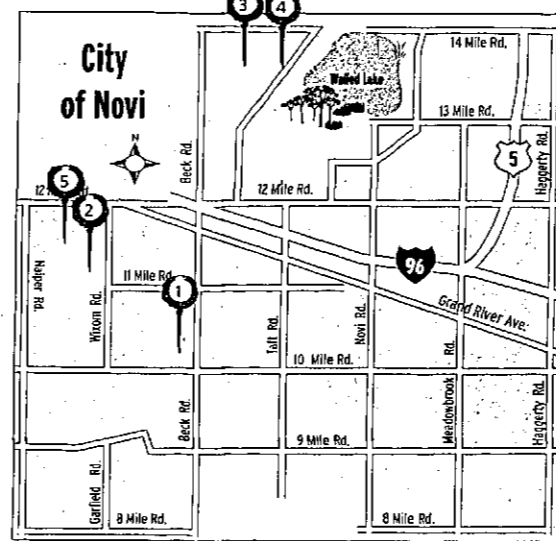 3
4
City
of Novi
14 Mile Rd.
Walled Lake
13 Mile Rd.
N
Beck Rd.
5
Haggerty Rd.
5
12 Mile Rd.
2
96
11 Mile Rd.
1
Naiper Rd.
Wixom Rd.
Taft Rd.
Novi Rd.
Grand River Ave.
10 Mile Rd.
Beck Rd.
Meadowbrook Rd.
Haggerty Rd.
9 Mile Rd.
Garfield Rd.
8 Mile Rd.
8 Mile Rd.